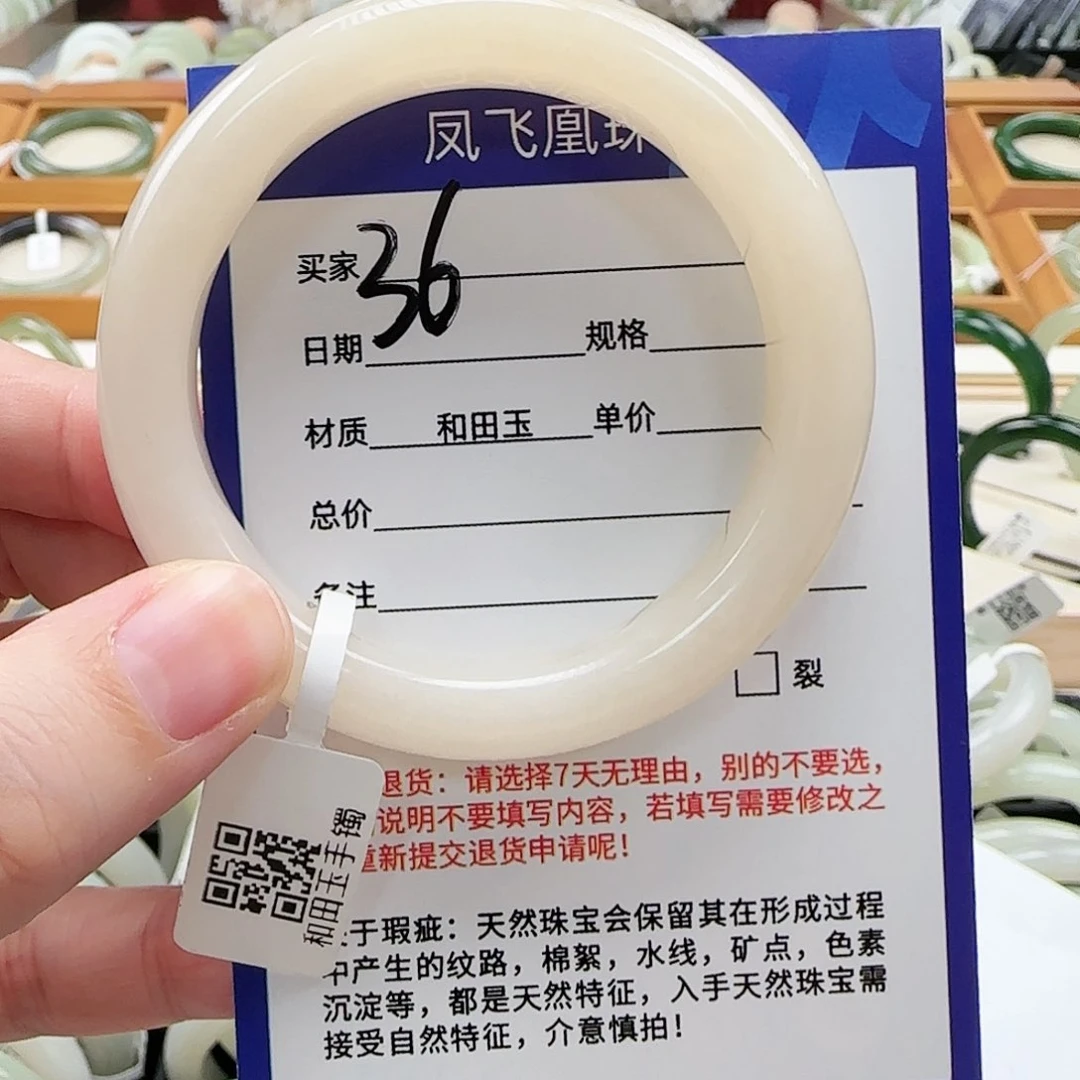 凤飞凰珠
买家 36
日期 规格
材质 和田玉 单价
总价
备注
裂
退货：请选择7天无理由，别的不要选，
说明不要填写内容，若填写需要修改之
重新提交退货申请呢！
和田玉手镯
于瑕疵：天然珠宝会保留其在形成过程
中产生的纹路，棉絮，水线，矿点，色素
沉淀等，都是天然特征，入手天然珠宝需
接受自然特征，介意慎拍！